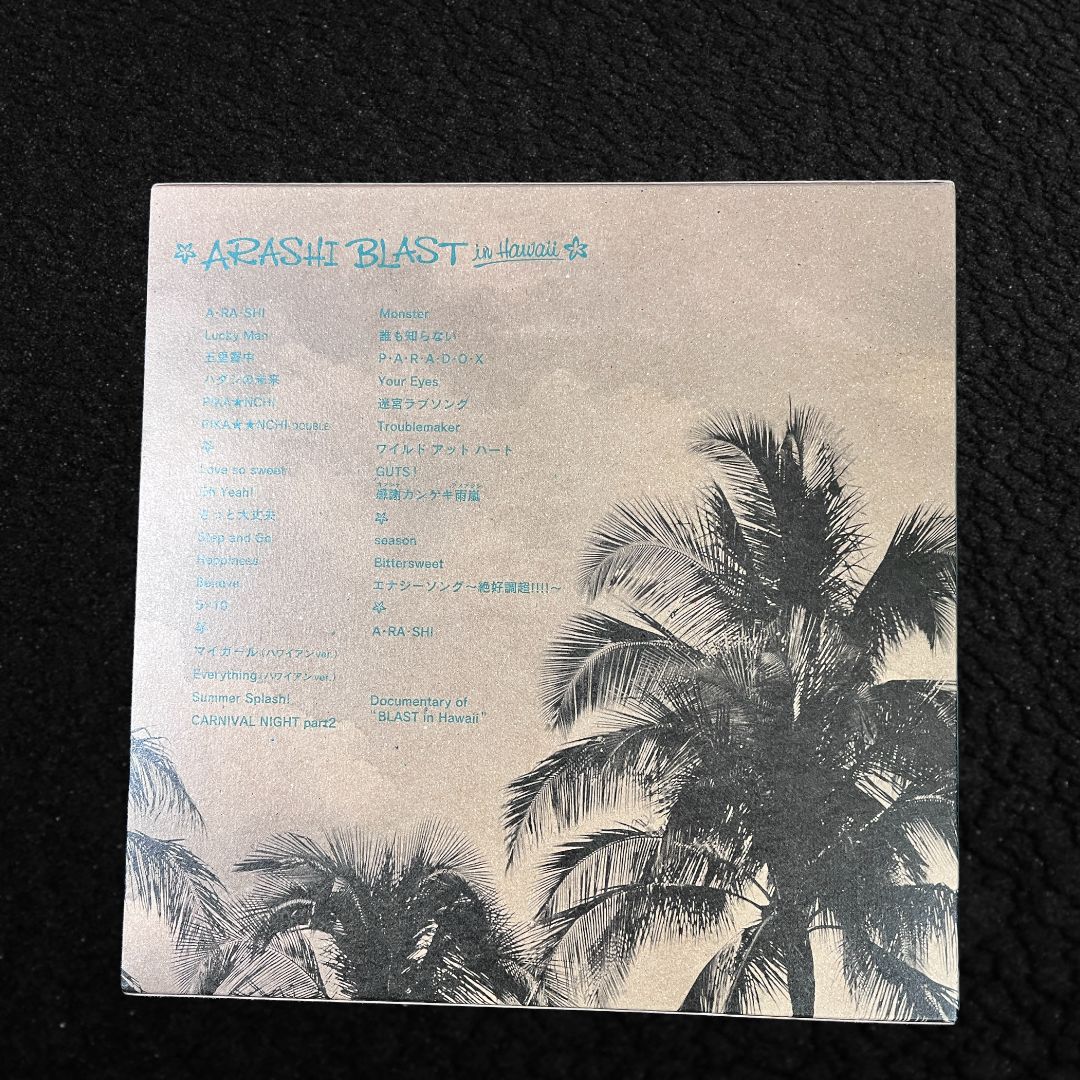 ARASHI BLAST in Hawaii
A･RA･SHI
Lucky Man
五里霧中
ハダシの未来
PIKA★NCHI
PIKA★★NCHI DOUBLE
Love so sweet
Oh Yeah!
きっと大丈夫
Step and Go
Happiness
Believe
5×10
マイガール(ハワイアンver.)
Everything(ハワイアンver.)
Summer Splash!
CARNIVAL NIGHT part2
Monster
誰も知らない
P･A･R･A･D･O･X
Your Eyes
迷宮ラブソング
Troublemaker
ワイルド アット ハート
GUTS!
感謝カンゲキ雨嵐
season
Bittersweet
エナジーソング～絶好調超!!!!～
A･RA･SHI
Documentary of
"BLAST in Hawaii"